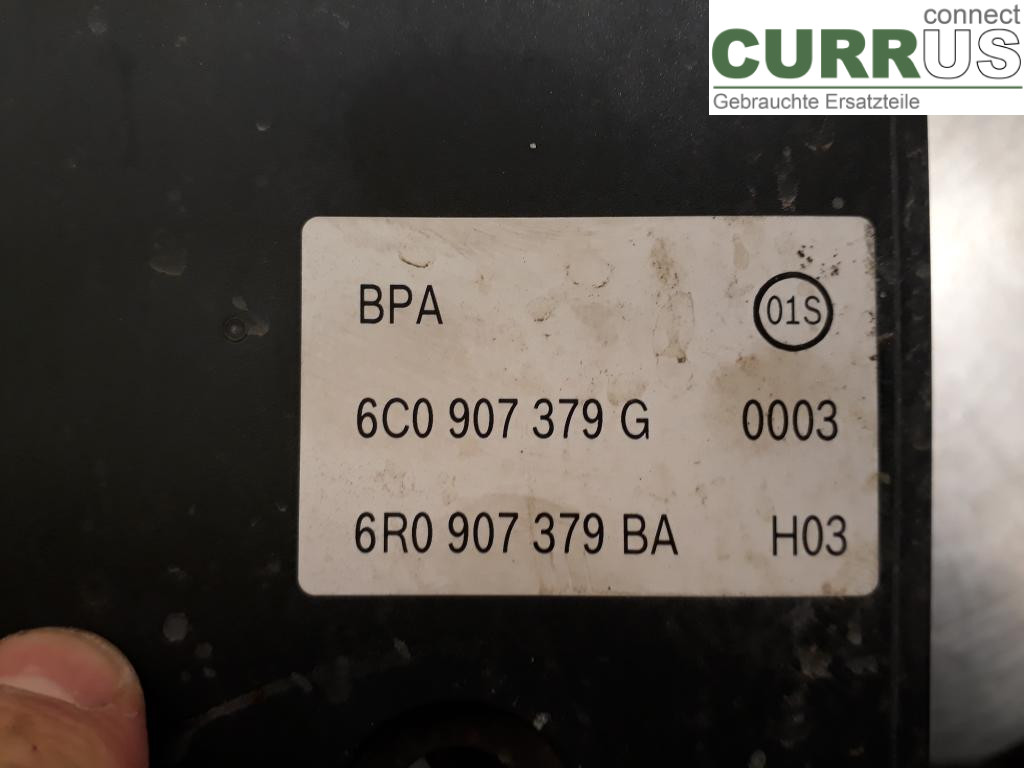 connect
CURRUS
Gebrauchte Ersatzteile
BPA 01S
6C0 907 379 G 0003
6R0 907 379 BA H03